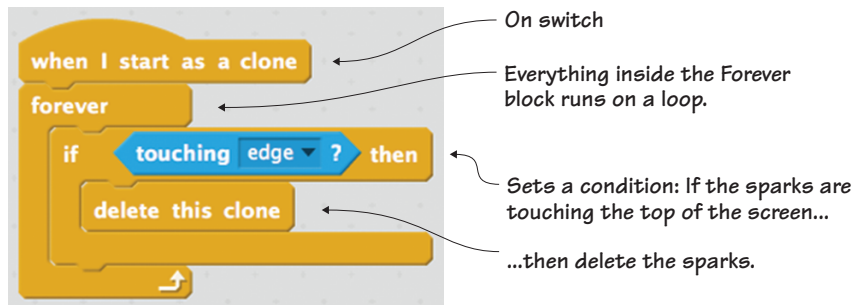 when I start as a clone
On switch
forever
Everything inside the Forever
block runs on a loop.
if touching edge ? then
Sets a condition: If the sparks are
touching the top of the screen...
delete this clone
...then delete the sparks.